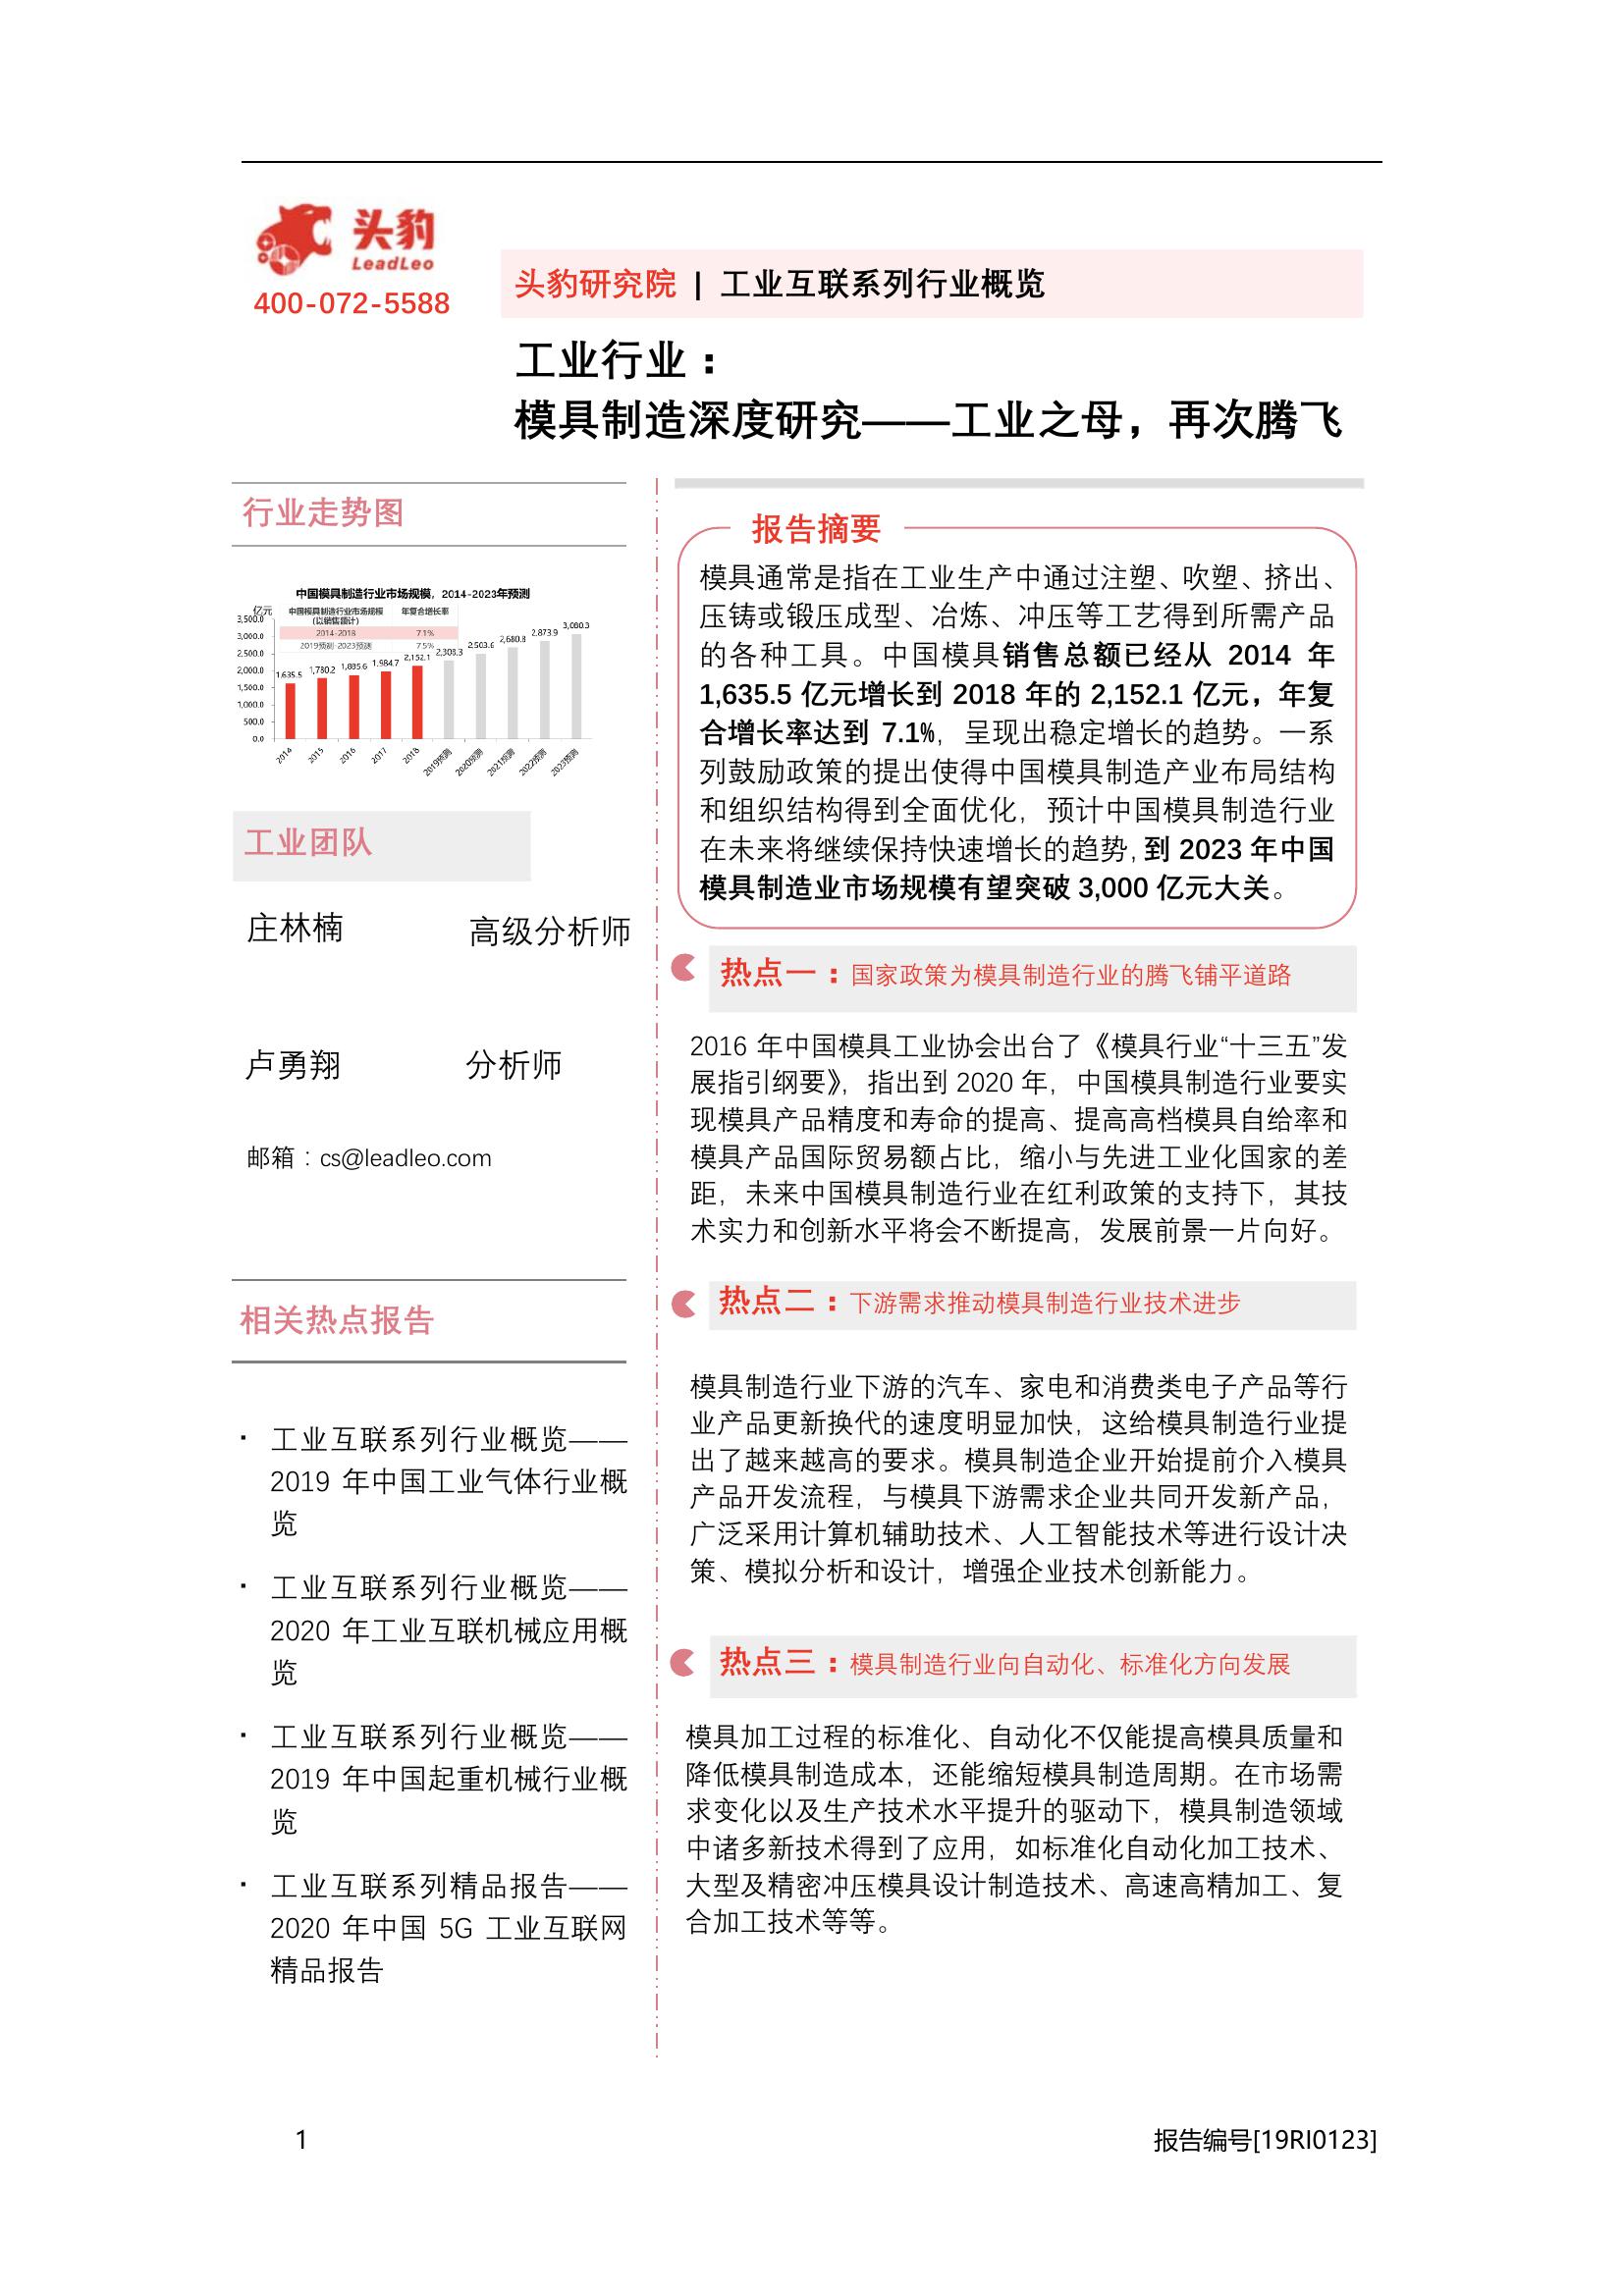 头豹
LeadLeo
400-072-5588
头豹研究院 | 工业互联系列行业概览
工业行业：
模具制造深度研究——工业之母，再次腾飞
行业走势图
中国模具制造行业市场规模，2014-2023年预测
亿元
中国模具制造行业市场规模 年复合增长率
(以销售额计)
2014-2018 7.1%
2019预测-2023预测 7.5%
3,500.0
3,000.0
2,500.0
2,000.0
1,500.0
1,000.0
500.0
0.0
1,635.5 1,780.2 1,885.6 1,984.7 2,152.1 2,308.3 2,503.6 2,680.8 2,873.9 3,080.3
2014 2015 2016 2017 2018 2019预测 2020预测 2021预测 2022预测 2023预测
工业团队
庄林楠 高级分析师
卢勇翔 分析师
邮箱：cs@leadleo.com
相关热点报告
· 工业互联系列行业概览——
2019 年中国工业气体行业概
览
· 工业互联系列行业概览——
2020 年工业互联机械应用概
览
· 工业互联系列行业概览——
2019 年中国起重机械行业概
览
· 工业互联系列精品报告——
2020 年中国 5G 工业互联网
精品报告
报告摘要
模具通常是指在工业生产中通过注塑、吹塑、挤出、
压铸或锻压成型、冶炼、冲压等工艺得到所需产品
的各种工具。中国模具销售总额已经从 2014 年
1,635.5 亿元增长到 2018 年的 2,152.1 亿元，年复
合增长率达到 7.1%，呈现出稳定增长的趋势。一系
列鼓励政策的提出使得中国模具制造产业布局结构
和组织结构得到全面优化，预计中国模具制造行业
在未来将继续保持快速增长的趋势，到 2023 年中国
模具制造业市场规模有望突破 3,000 亿元大关。
热点一：国家政策为模具制造行业的腾飞铺平道路
2016 年中国模具工业协会出台了《模具行业“十三五”发
展指引纲要》，指出到 2020 年，中国模具制造行业要实
现模具产品精度和寿命的提高、提高高档模具自给率和
模具产品国际贸易额占比，缩小与先进工业化国家的差
距，未来中国模具制造行业在红利政策的支持下，其技
术实力和创新水平将会不断提高，发展前景一片向好。
热点二：下游需求推动模具制造行业技术进步
模具制造行业下游的汽车、家电和消费类电子产品等行
业产品更新换代的速度明显加快，这给模具制造行业提
出了越来越高的要求。模具制造企业开始提前介入模具
产品开发流程，与模具下游需求企业共同开发新产品，
广泛采用计算机辅助技术、人工智能技术等进行设计决
策、模拟分析和设计，增强企业技术创新能力。
热点三：模具制造行业向自动化、标准化方向发展
模具加工过程的标准化、自动化不仅能提高模具质量和
降低模具制造成本，还能缩短模具制造周期。在市场需
求变化以及生产技术水平提升的驱动下，模具制造领域
中诸多新技术得到了应用，如标准化自动化加工技术、
大型及精密冲压模具设计制造技术、高速高精加工、复
合加工技术等等。
1 报告编号[19RI0123]